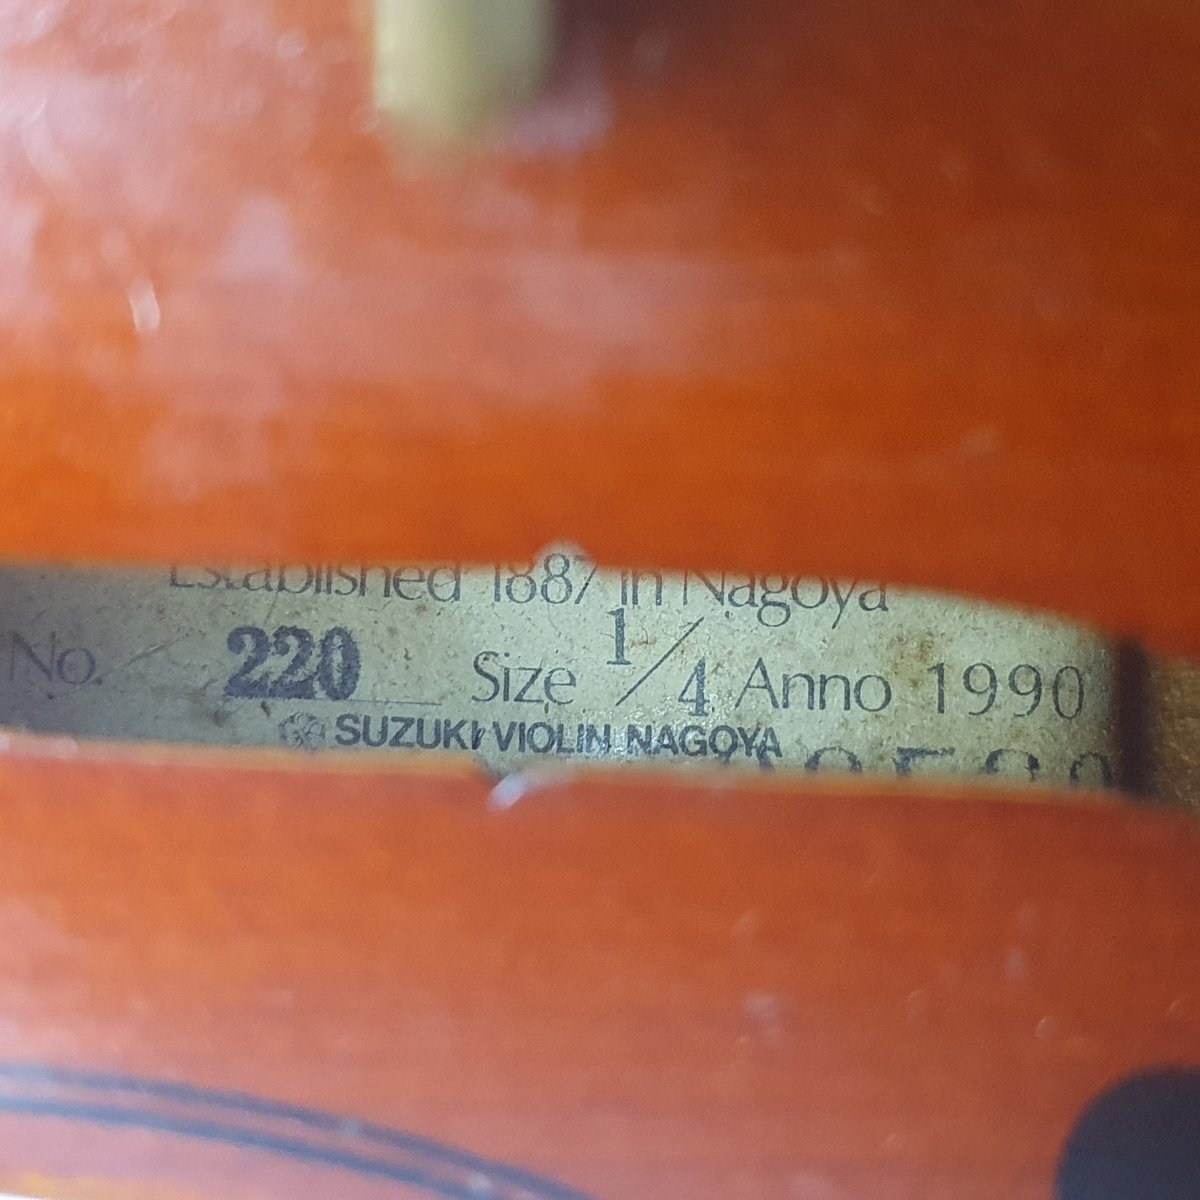 Established 1887 in Nagoya
No. 220 Size 1/4 Anno 1990
SUZUKI VIOLIN NAGOYA